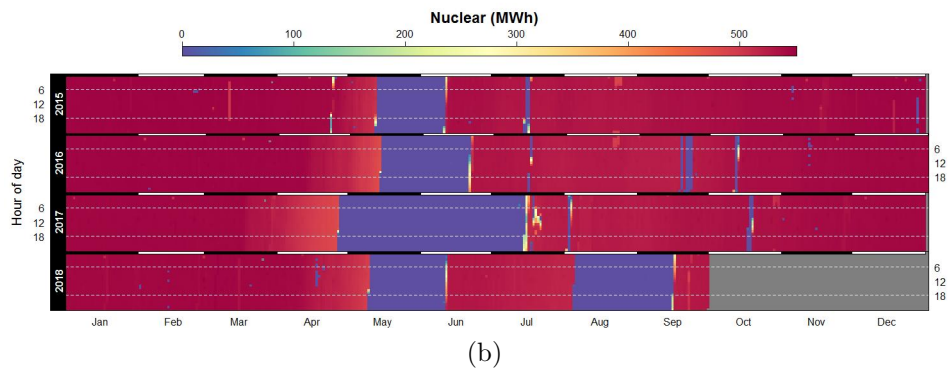 Nuclear (MWh)
0 100 200 300 400 500
Hour of day
6 12 18 2015
2016 6 12 18
6 12 18 2017
2018 6 12 18
Jan Feb Mar Apr May Jun Jul Aug Sep Oct Nov Dec
(b)